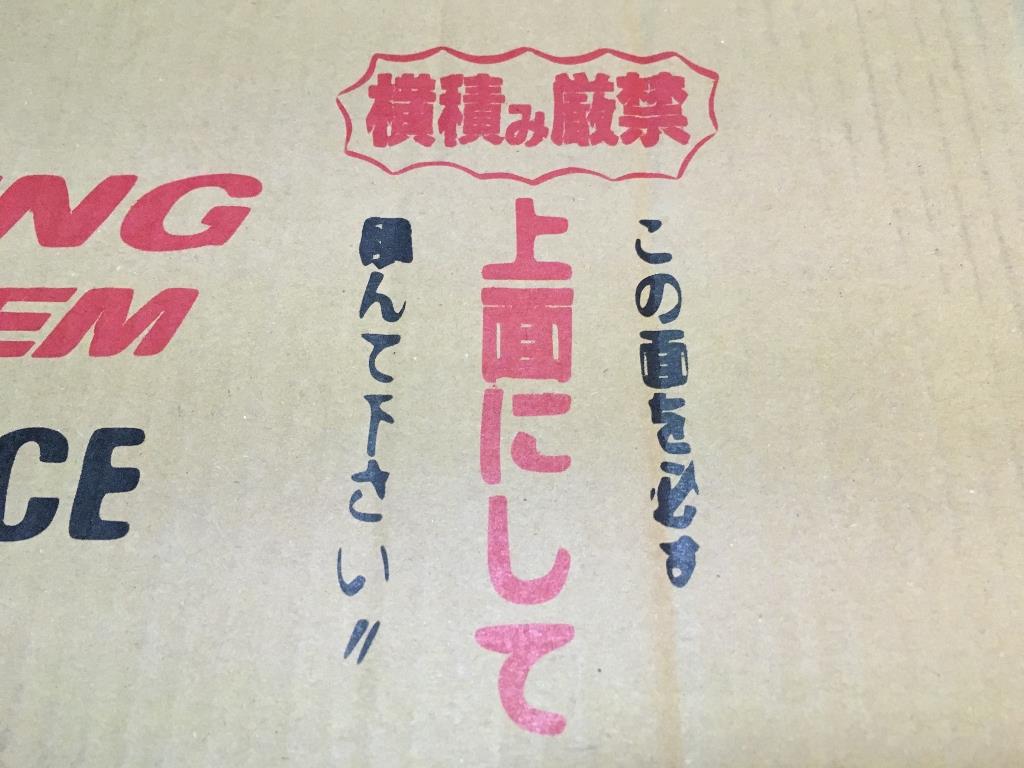 横積み厳禁
この面を必ず
上面にして
んで下さい!!
NG
EM
CE